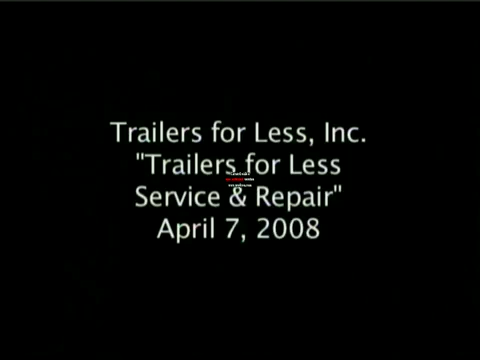 Trailers for Less, Inc.
"Trailers for Less
Service & Repair"
April 7, 2008